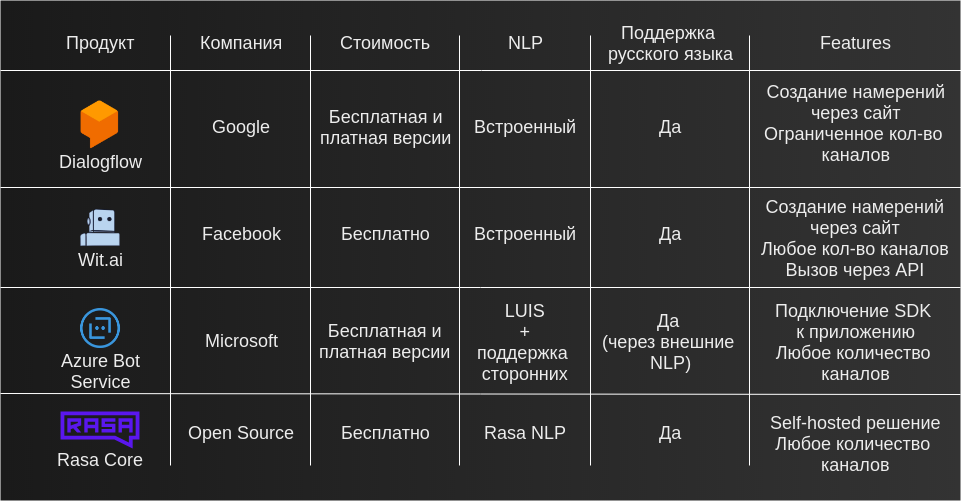 Продукт
Компания
Стоимость
NLP
Поддержка
русского языка
Features
Dialogflow
Google
Бесплатная и
платная версии
Встроенный
Да
Создание намерений
через сайт
Ограниченное кол-во
каналов
Wit.ai
Facebook
Бесплатно
Встроенный
Да
Создание намерений
через сайт
Любое кол-во каналов
Вызов через API
Azure Bot
Service
Microsoft
Бесплатная и
платная версии
LUIS
+
поддержка
сторонних
Да
(через внешние
NLP)
Подключение SDK
к приложению
Любое количество
каналов
RASA
Rasa Core
Open Source
Бесплатно
Rasa NLP
Да
Self-hosted решение
Любое количество
каналов